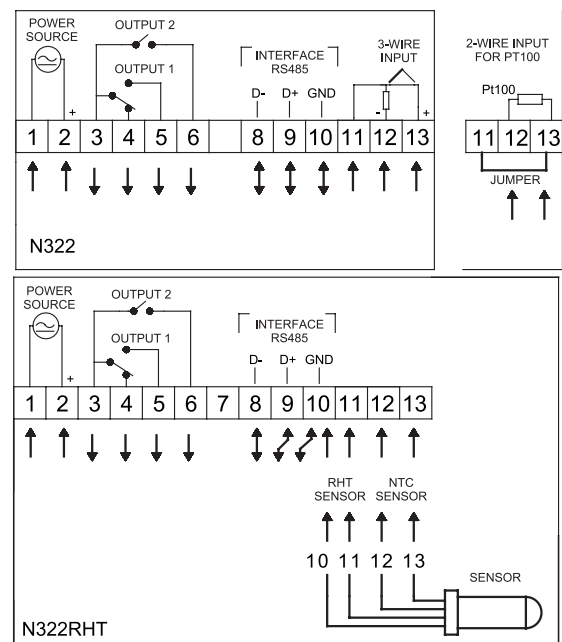 POWER
SOURCE
OUTPUT 2
OUTPUT 1
INTERFACE
RS485
D- D+ GND
3-WIRE
INPUT
- +
+
1 2 3 4 5 6 8 9 10 11 12 13
N322
2-WIRE INPUT
FOR PT100
Pt100
11 12 13
JUMPER
POWER
SOURCE
OUTPUT 2
OUTPUT 1
INTERFACE
RS485
D- D+ GND
+
1 2 3 4 5 6 7 8 9 10 11 12 13
RHT
SENSOR
NTC
SENSOR
10 11 12 13
SENSOR
N322RHT